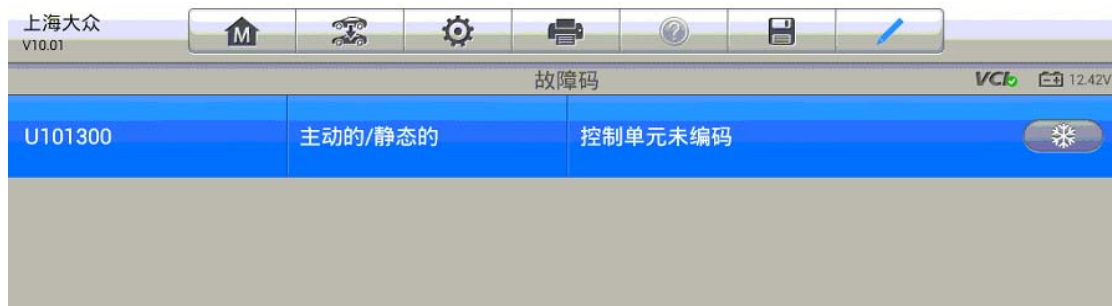 上海大众
V10.01
M
?
故障码
VCI
12.42V
U101300
主动的/静态的
控制单元未编码